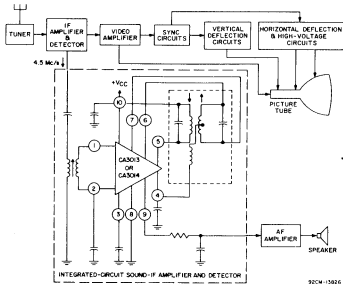 TUNER
IF
AMPLIFIER
&
DETECTOR
VIDEO
AMPLIFIER
SYNC
CIRCUITS
VERTICAL
DEFLECTION
CIRCUITS
HORIZONTAL DEFLECTION
& HIGH-VOLTAGE
CIRCUITS
4.5 Mc/s
+VCC
10
7
6
PICTURE
TUBE
1
CA3013
OR
CA3014
5
2
4
3
8
9
AF
AMPLIFIER
SPEAKER
INTEGRATED-CIRCUIT SOUND-IF AMPLIFIER AND DETECTOR
92CM-13826